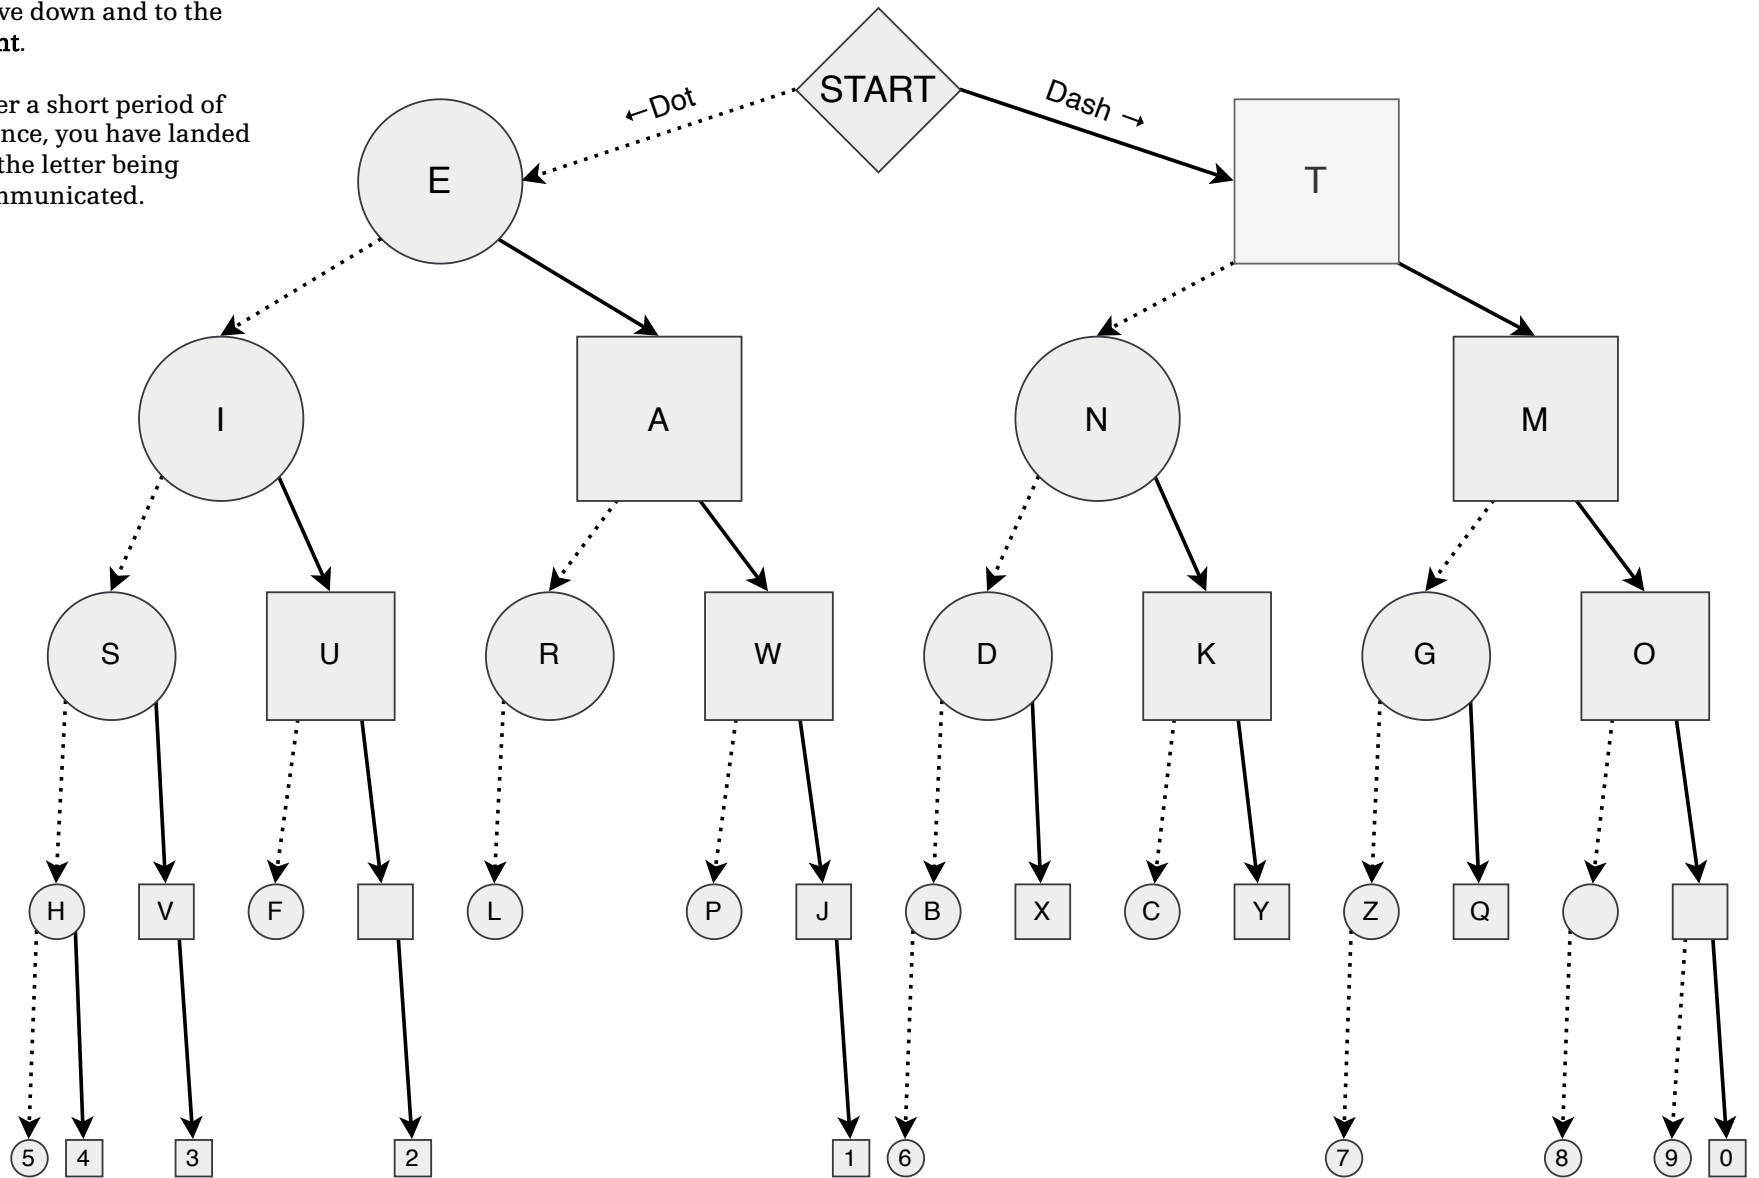 ve down and to the
nt.
er a short period of
nce, you have landed
the letter being
nmunicated.
START
←Dot
Dash →
E
T
I
A
N
M
S
U
R
W
D
K
G
O
H
V
F
L
P
J
B
X
C
Y
Z
Q
5
4
3
2
1
6
7
8
9
0